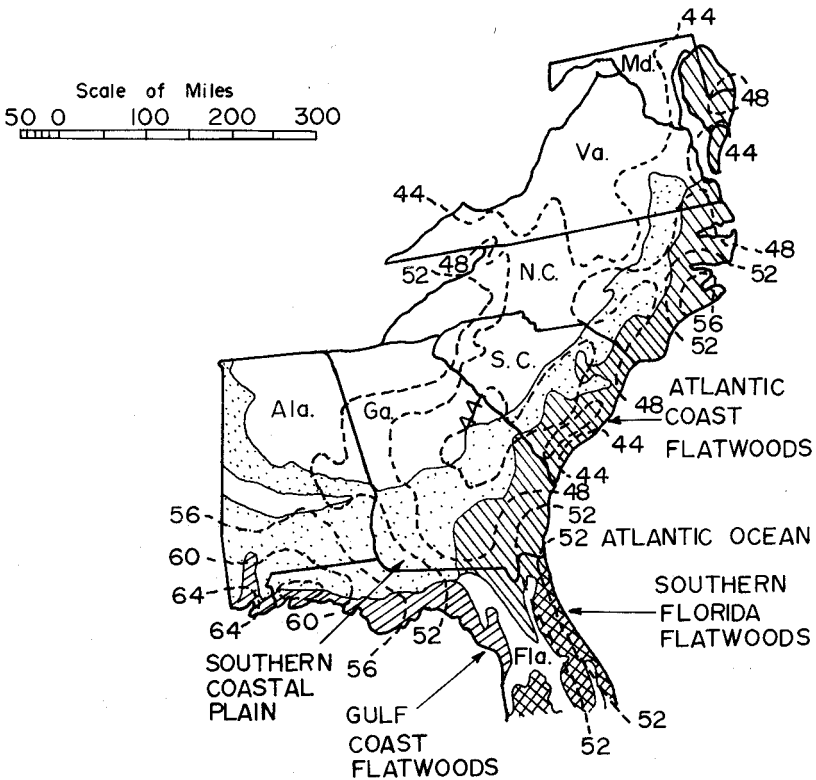 44
Md.
Scale of Miles
50 0 100 200 300
48
44
Va.
44
48
52
N.C.
48
52
56
52
S.C.
Ala.
Ga.
48
ATLANTIC
COAST
FLATWOODS
44
44
48
52
52
ATLANTIC OCEAN
56
60
64
64
60
56
52
SOUTHERN
FLORIDA
FLATWOODS
SOUTHERN
COASTAL
PLAIN
Fla.
GULF
COAST
FLATWOODS
52
52